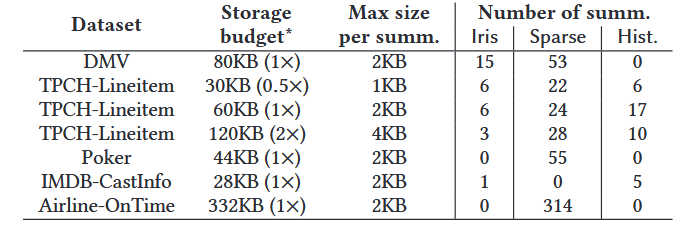 Dataset Storage budget* Max size per summ. Number of summ.
Iris Sparse Hist.
DMV 80KB (1×) 2KB 15 53 0
TPCH-Lineitem 30KB (0.5×) 1KB 6 22 6
TPCH-Lineitem 60KB (1×) 2KB 6 24 17
TPCH-Lineitem 120KB (2×) 4KB 3 28 10
Poker 44KB (1×) 2KB 0 55 0
IMDB-CastInfo 28KB (1×) 2KB 1 0 5
Airline-OnTime 332KB (1×) 2KB 0 314 0